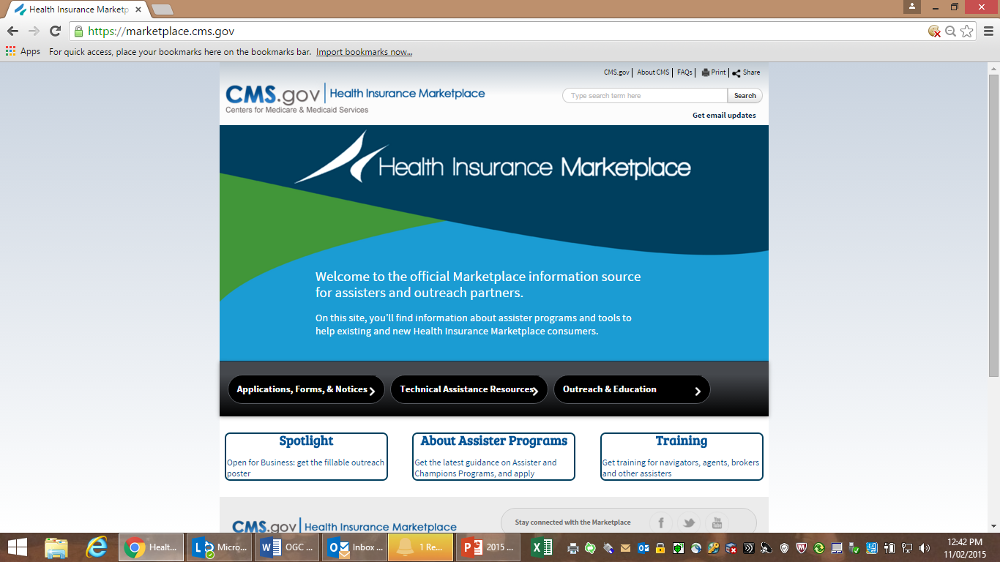 Health Insurance Marketp
https://marketplace.cms.gov
Apps For quick access, place your bookmarks here on the bookmarks bar. Import bookmarks now...
CMS.gov About CMS FAQs Print Share
CMS.gov Health Insurance Marketplace
Centers for Medicare & Medicaid Services
Type search term here Search
Get email updates
Health Insurance Marketplace
Welcome to the official Marketplace information source
for assisters and outreach partners.
On this site, you'll find information about assister programs and tools to
help existing and new Health Insurance Marketplace consumers.
Applications, Forms, & Notices Technical Assistance Resources Outreach & Education
Spotlight
Open for Business: get the fillable outreach
poster
About Assister Programs
Get the latest guidance on Assister and
Champions Programs, and apply
Training
Get training for navigators, agents, brokers
and other assisters
CMS.gov Health Insurance Marketplace
Stay connected with the Marketplace
Healt... Micro... OGC ... Inbox ... 1 Re... 2015 ...
12:42 PM
11/02/2015